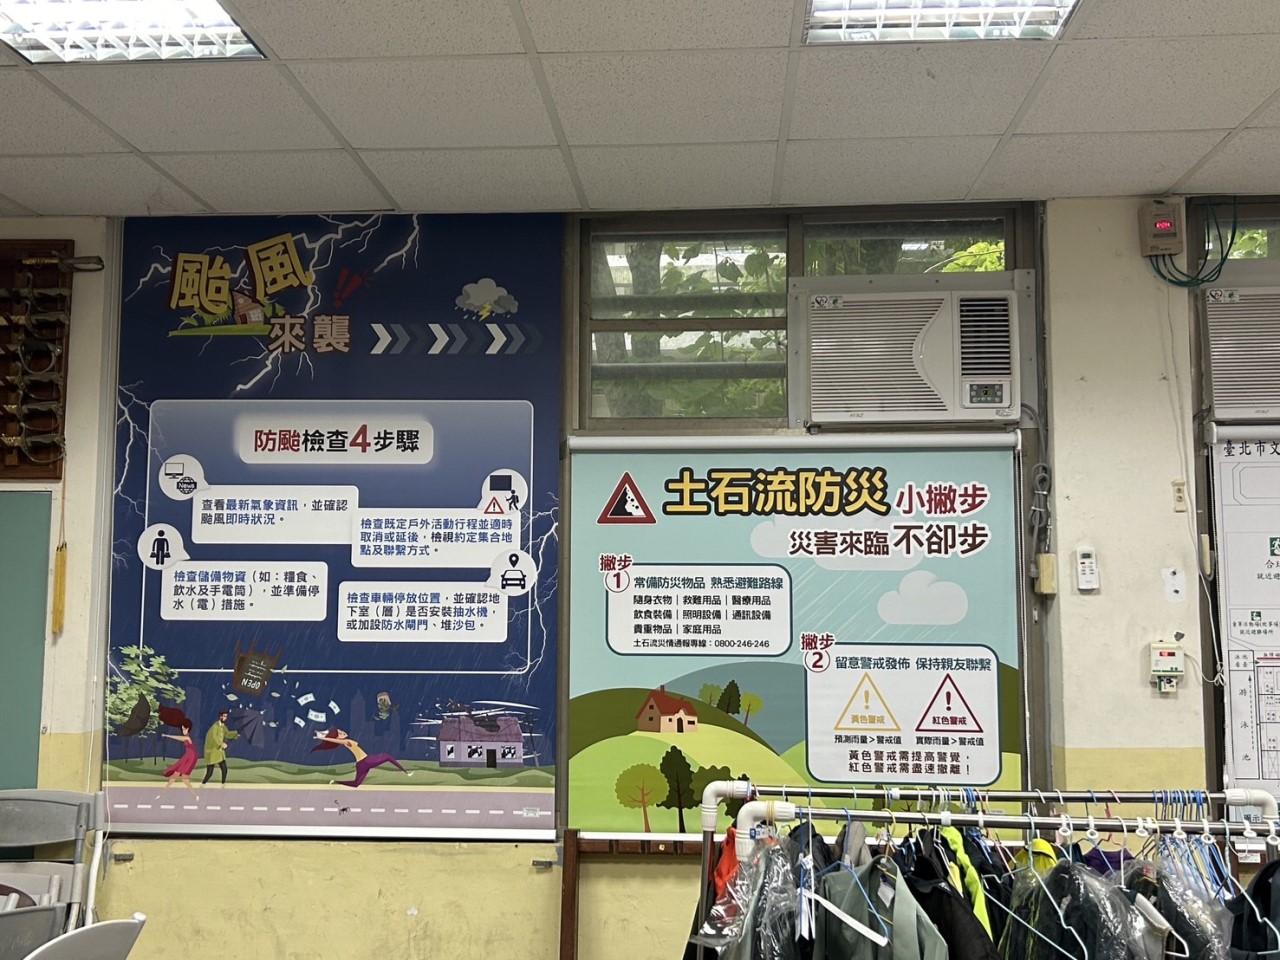 颱風
來襲!!
防颱檢查4步驟
News
查看最新氣象資訊，並確認
颱風即時狀況。
檢查既定戶外活動行程並適時
取消或延後，檢視約定集合地
點及聯繫方式。
檢查儲備物資（如：糧食、
飲水及手電筒），並準備停
水（電）措施。
檢查車輛停放位置，並確認地
下室（層）是否安裝抽水機，
或加設防水閘門、堆沙包。
OPEN
土石流防災 小撇步
災害來臨 不卻步
撇步
1
常備防災物品 熟悉避難路線
隨身衣物｜救難用品｜醫療用品
飲食裝備｜照明設備｜通訊設備
貴重物品｜家庭用品
土石流災情通報專線：0800-246-246
撇步
2
留意警戒發佈 保持親友聯繫
黃色警戒
紅色警戒
預測雨量＞警戒值
實際雨量＞警戒值
黃色警戒需提高警覺，
紅色警戒需盡速撤離！
臺北市文
游
泳
池